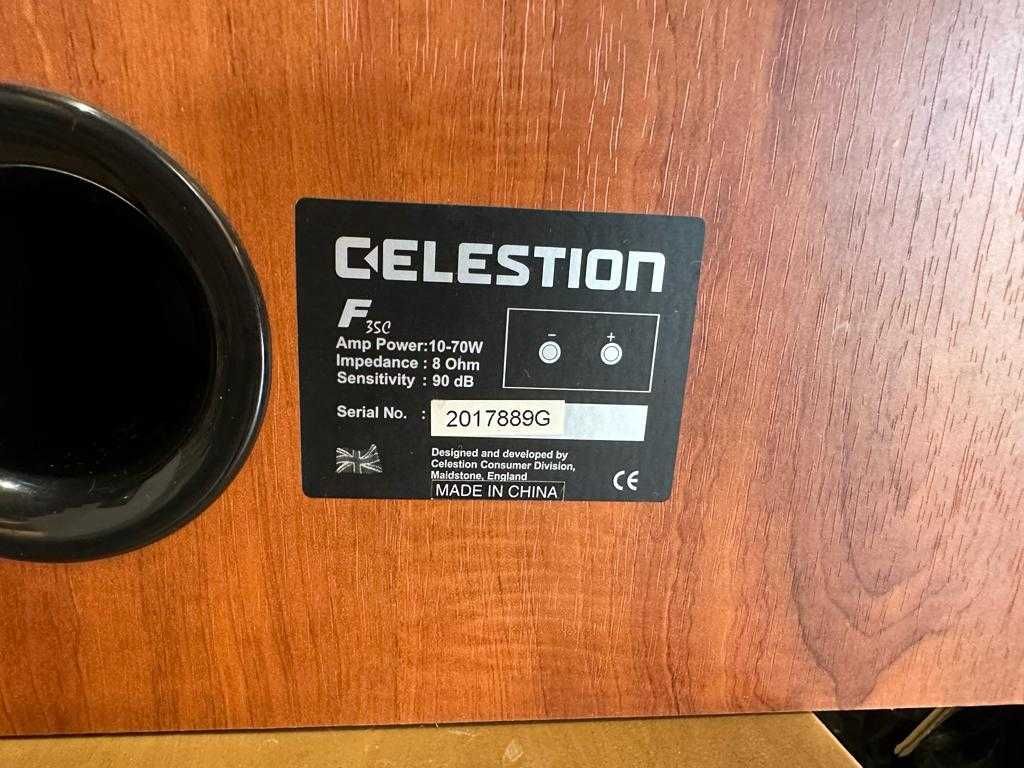 CELESTION
F35C
Amp Power:10-70W
Impedance : 8 Ohm
Sensitivity : 90 dB
- +
Serial No. : 2017889G
Designed and developed by
Celestion Consumer Division,
Maidstone, England
MADE IN CHINA
CE